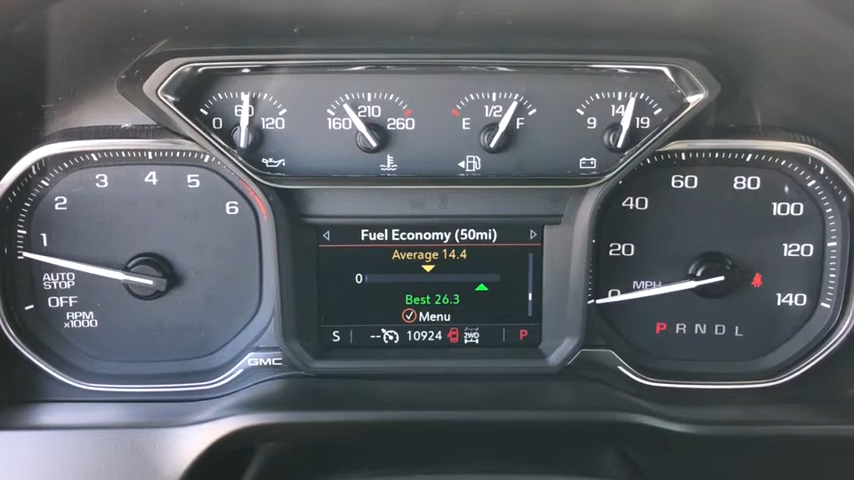 0 60 120
160 210 260
E 1/2 F
9 14 19
1 2 3 4 5 6
AUTO
STOP
OFF
RPM
x1000
GMC
Fuel Economy (50mi)
Average 14.4
0
Best 26.3
Menu
S -- 10924 2WD P
0 20 40 60 80 100 120 140
MPH
P R N D L